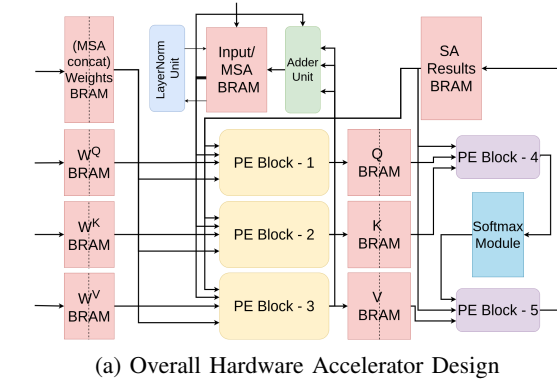 (MSA
concat)
Weights
BRAM
LayerNorm
Unit
Input/
MSA
BRAM
Adder
Unit
SA
Results
BRAM
W^Q
BRAM
PE Block - 1
Q
BRAM
PE Block - 4
W^K
BRAM
PE Block - 2
K
BRAM
Softmax
Module
W^V
BRAM
PE Block - 3
V
BRAM
PE Block - 5
(a) Overall Hardware Accelerator Design